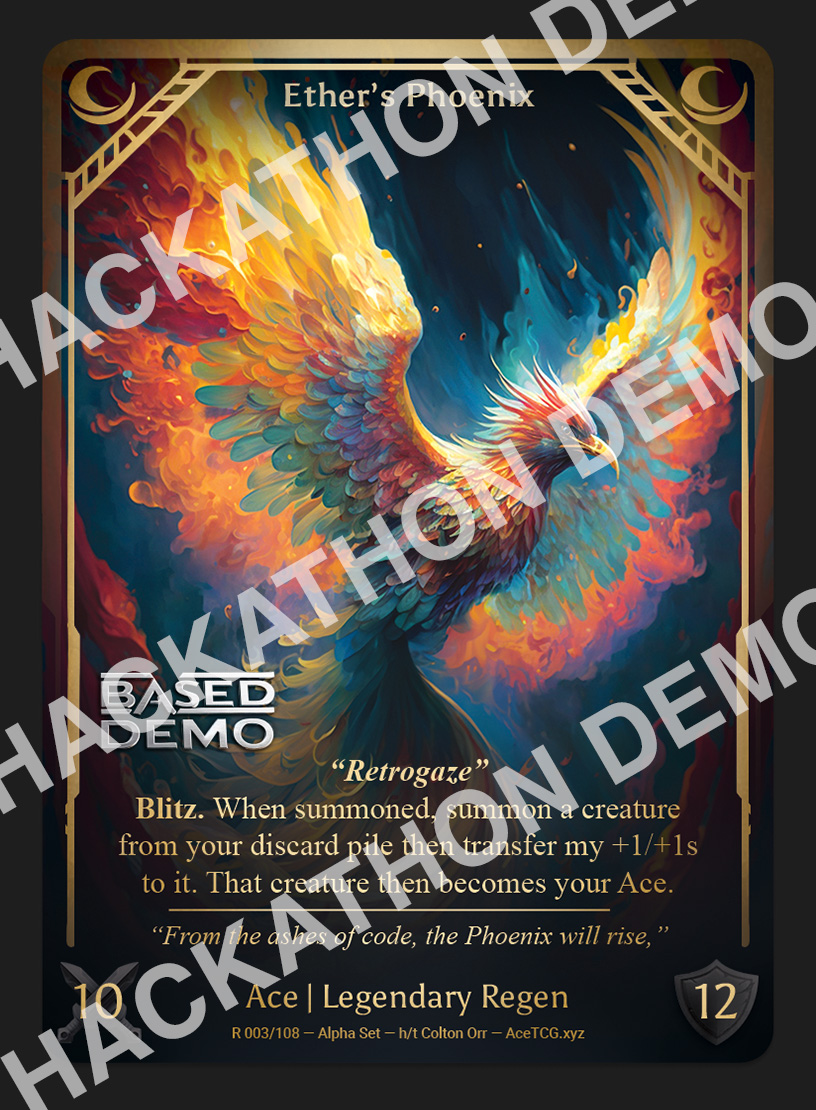 Ether's Phoenix
HACKATHON DEMO
HACKATHON DEMO
HACKATHON DEMO
BASED
DEMO
“Retrogaze”
Blitz. When summoned, summon a creature
from your discard pile then transfer my +1/+1s
to it. That creature then becomes your Ace.
“From the ashes of code, the Phoenix will rise,”
10
Ace | Legendary Regen
12
R 003/108 — Alpha Set — h/t Colton Orr — AceTCG.xyz